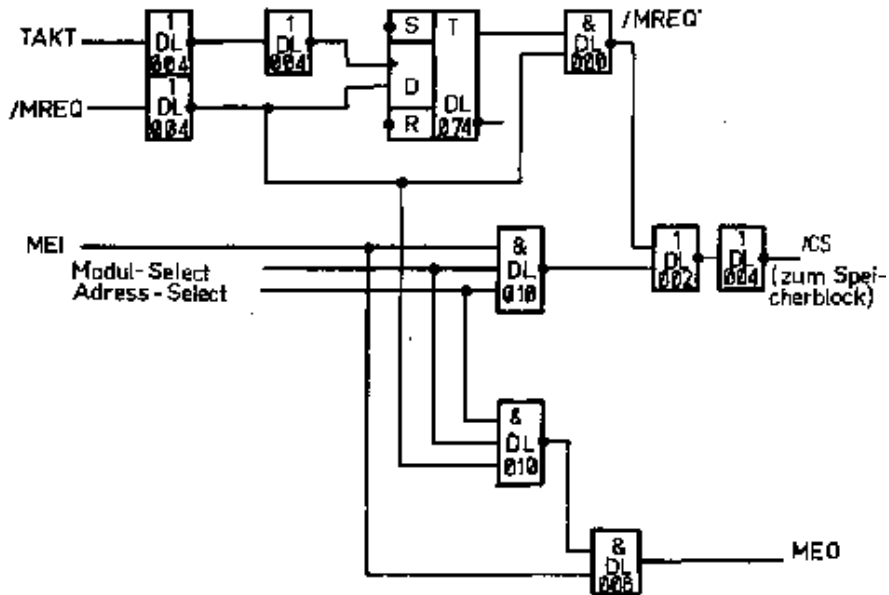 TAKT
1
DL
004
1
DL
004
S T
D
R
DL
074
&
DL
000
/MREQ'
/MREQ
1
DL
004
MEI
Modul-Select
Adress-Select
&
DL
010
1
DL
002
1
DL
004
/CS
(zum Spei-
cherblock)
&
DL
010
&
DL
008
MEO